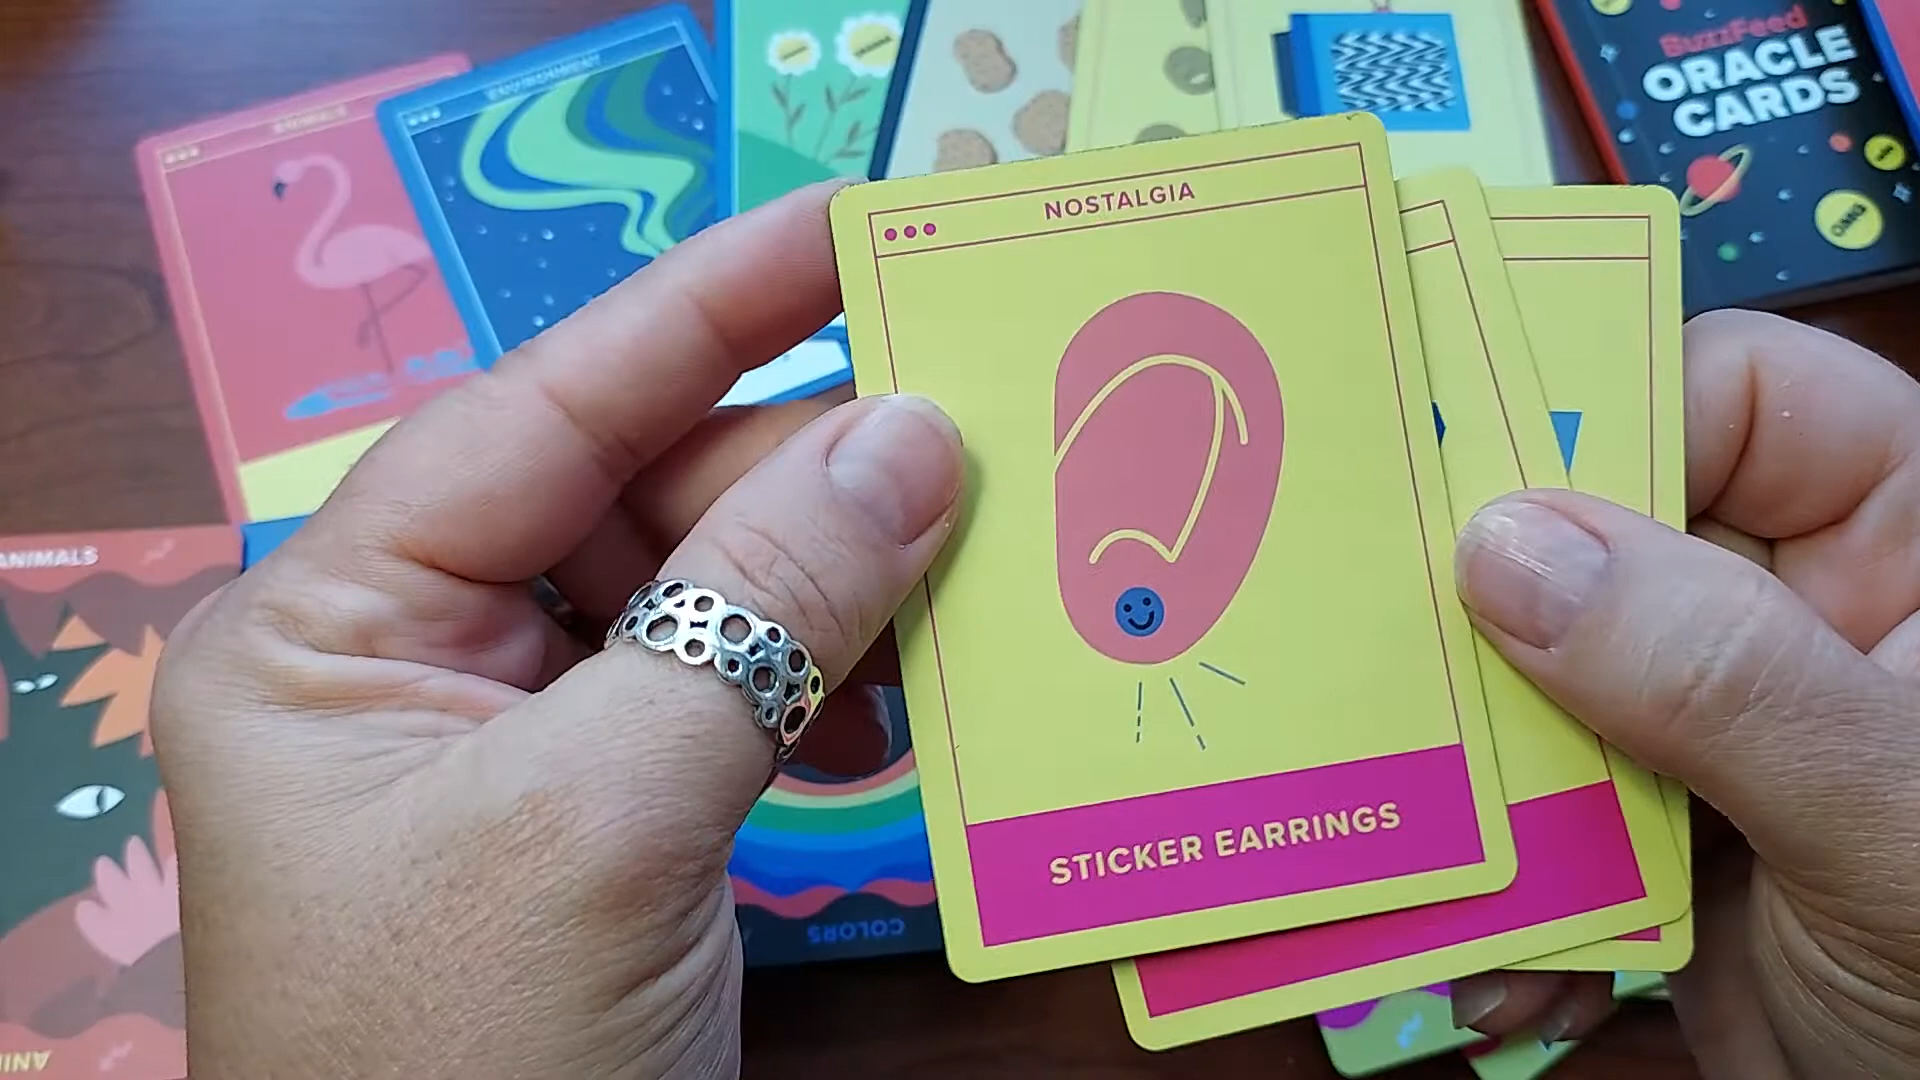 ANIMALS
BuzzFeed
ORACLE
CARDS
OMG
NOSTALGIA
STICKER EARRINGS
ANIMALS
COLORS